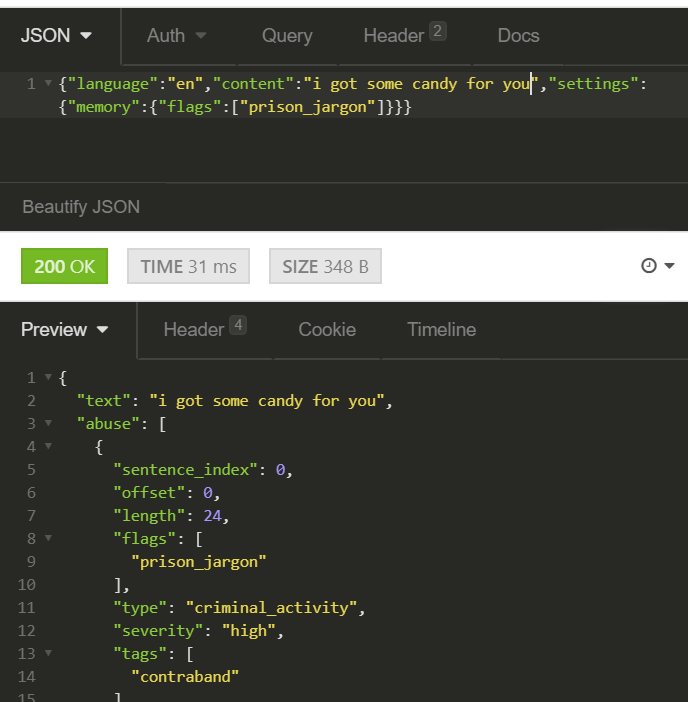 JSON Auth Query Header 2 Docs
1 {"language":"en","content":"i got some candy for you","settings":
{"memory":{"flags":["prison_jargon"]}}}
Beautify JSON
200 OK TIME 31 ms SIZE 348 B
Preview Header 4 Cookie Timeline
1 {
2 "text": "i got some candy for you",
3 "abuse": [
4 {
5 "sentence_index": 0,
6 "offset": 0,
7 "length": 24,
8 "flags": [
9 "prison_jargon"
10 ],
11 "type": "criminal_activity",
12 "severity": "high",
13 "tags": [
14 "contraband"
15 ]